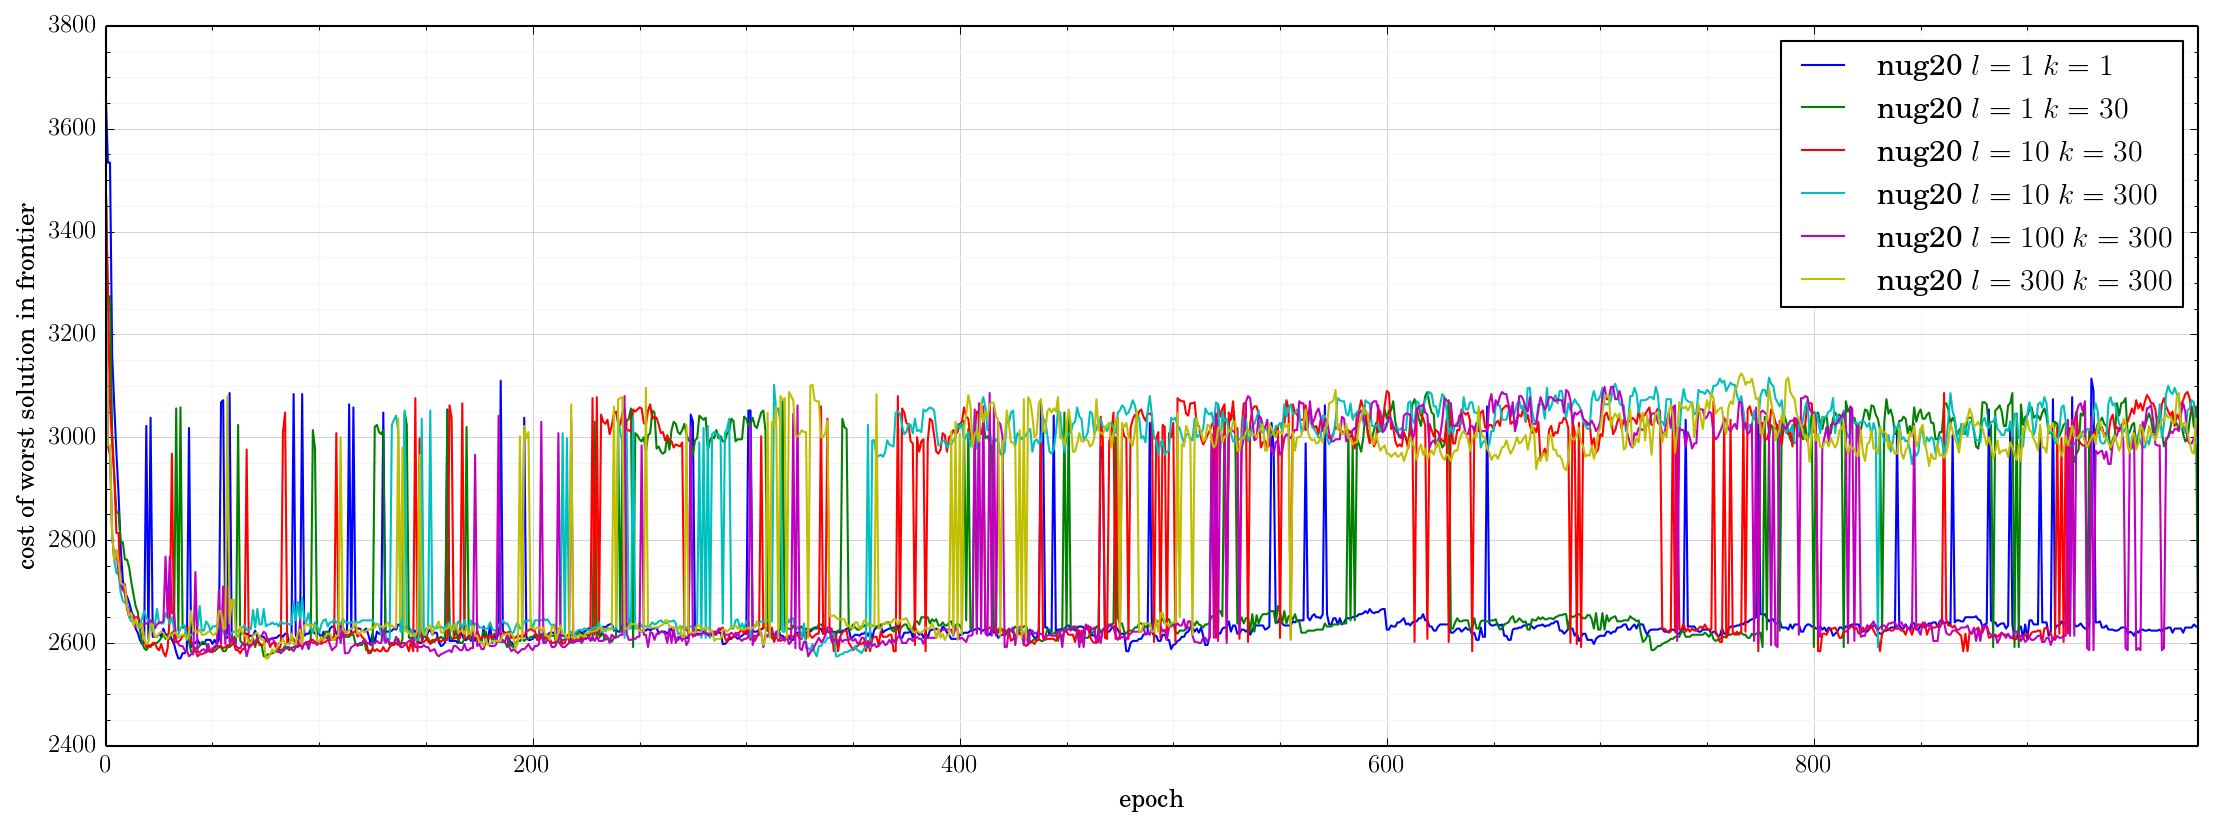 cost of worst solution in frontier
3800
3600
3400
3200
3000
2800
2600
2400
0 200 400 600 800
epoch
nug20 l = 1 k = 1
nug20 l = 1 k = 30
nug20 l = 10 k = 30
nug20 l = 10 k = 300
nug20 l = 100 k = 300
nug20 l = 300 k = 300